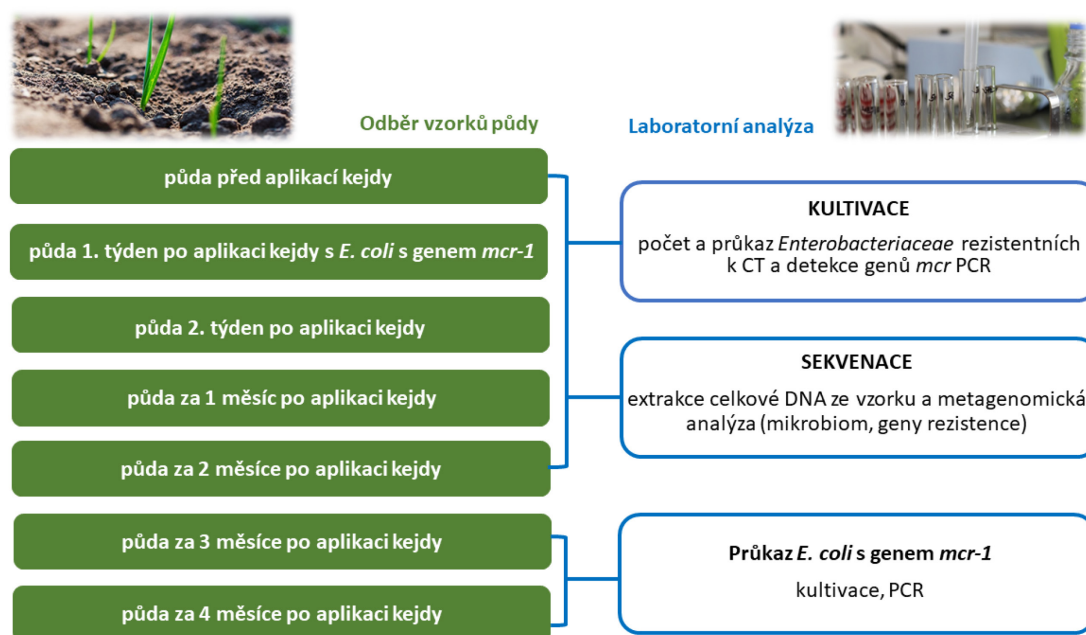 Odběr vzorků půdy
půda před aplikací kejdy
půda 1. týden po aplikaci kejdy s E. coli s genem mcr-1
půda 2. týden po aplikaci kejdy
půda za 1 měsíc po aplikaci kejdy
půda za 2 měsíce po aplikaci kejdy
půda za 3 měsíce po aplikaci kejdy
půda za 4 měsíce po aplikaci kejdy
Laboratorní analýza
KULTIVACE
počet a průkaz Enterobacteriaceae rezistentních
k CT a detekce genů mcr PCR
SEKVENACE
extrakce celkové DNA ze vzorku a metagenomická
analýza (mikrobiom, geny rezistence)
Průkaz E. coli s genem mcr-1
kultivace, PCR